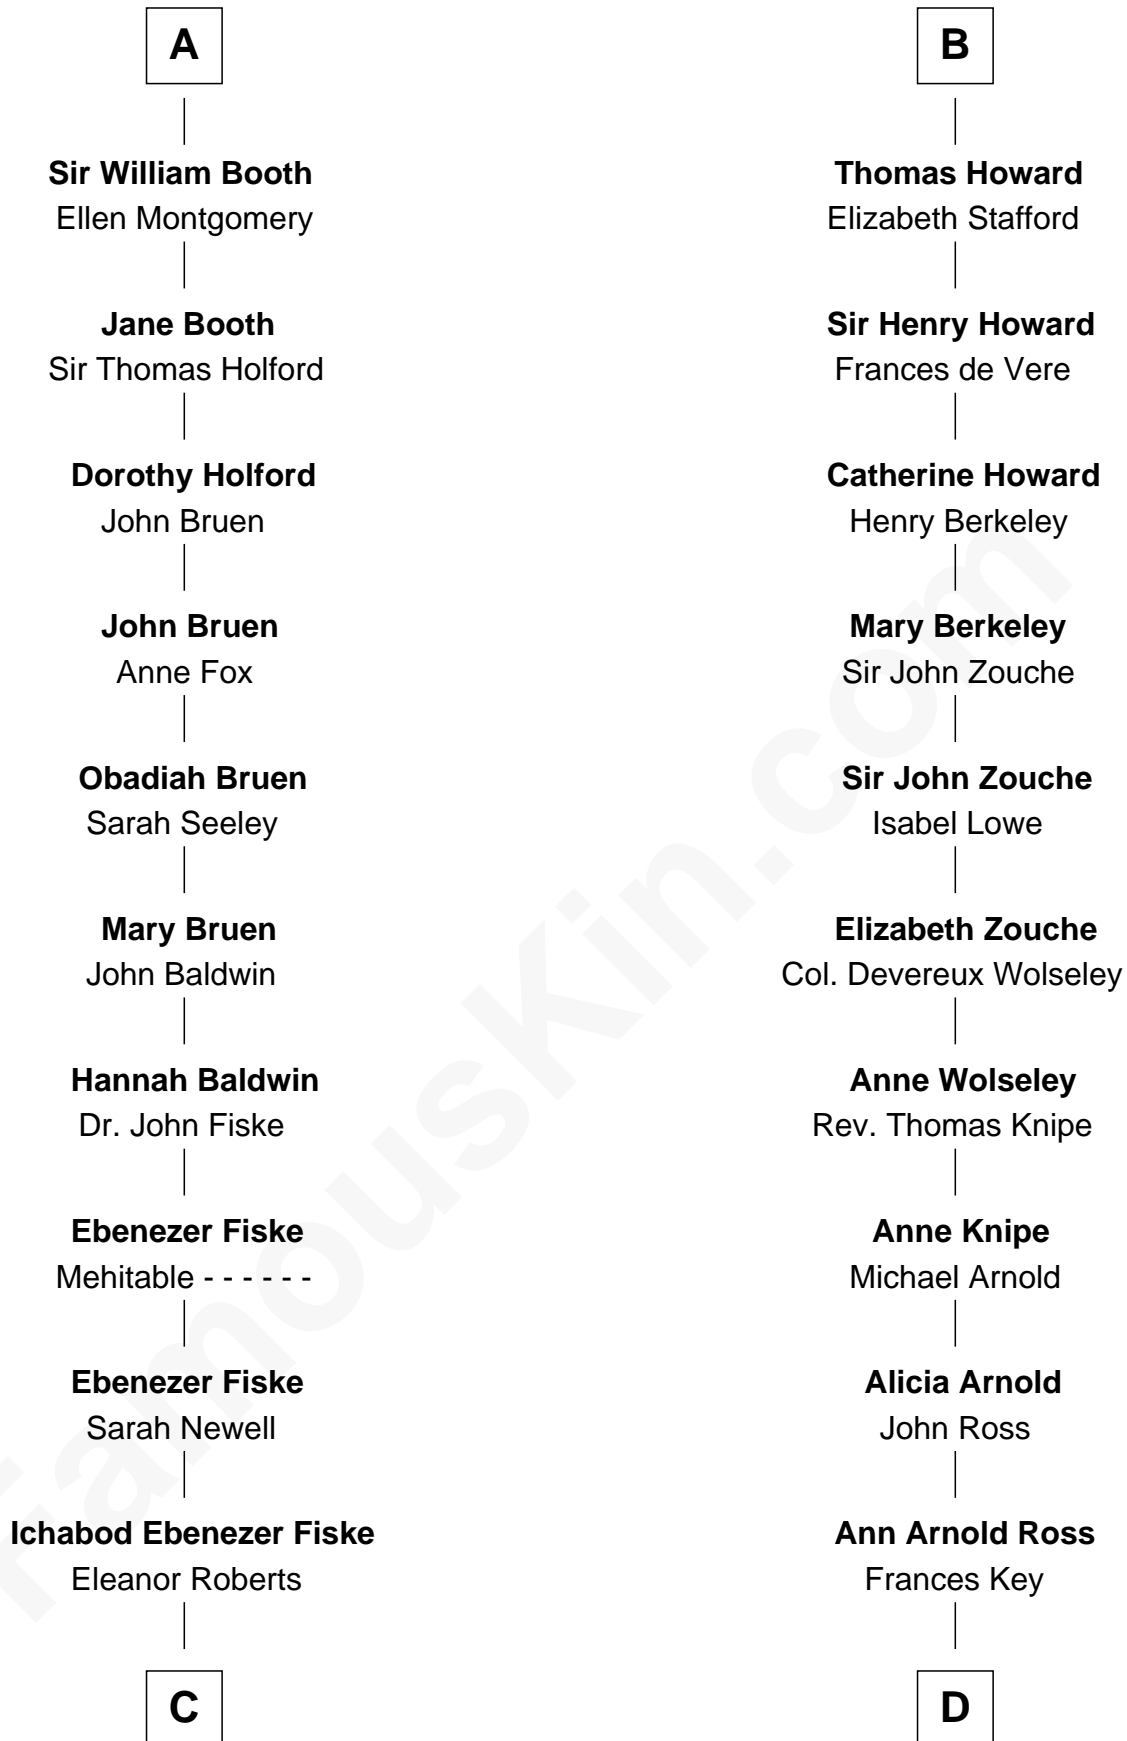 A
Sir William Booth
Ellen Montgomery
Jane Booth
Sir Thomas Holford
Dorothy Holford
John Bruen
John Bruen
Anne Fox
Obadiah Bruen
Sarah Seeley
Mary Bruen
John Baldwin
Hannah Baldwin
Dr. John Fiske
Ebenezer Fiske
Mehitable - - - - - -
Ebenezer Fiske
Sarah Newell
Ichabod Ebenezer Fiske
Eleanor Roberts
C
B
Thomas Howard
Elizabeth Stafford
Sir Henry Howard
Frances de Vere
Catherine Howard
Henry Berkeley
Mary Berkeley
Sir John Zouche
Sir John Zouche
Isabel Lowe
Elizabeth Zouche
Col. Devereux Wolseley
Anne Wolseley
Rev. Thomas Knipe
Anne Knipe
Michael Arnold
Alicia Arnold
John Ross
Ann Arnold Ross
Frances Key
D
FamousKin.com